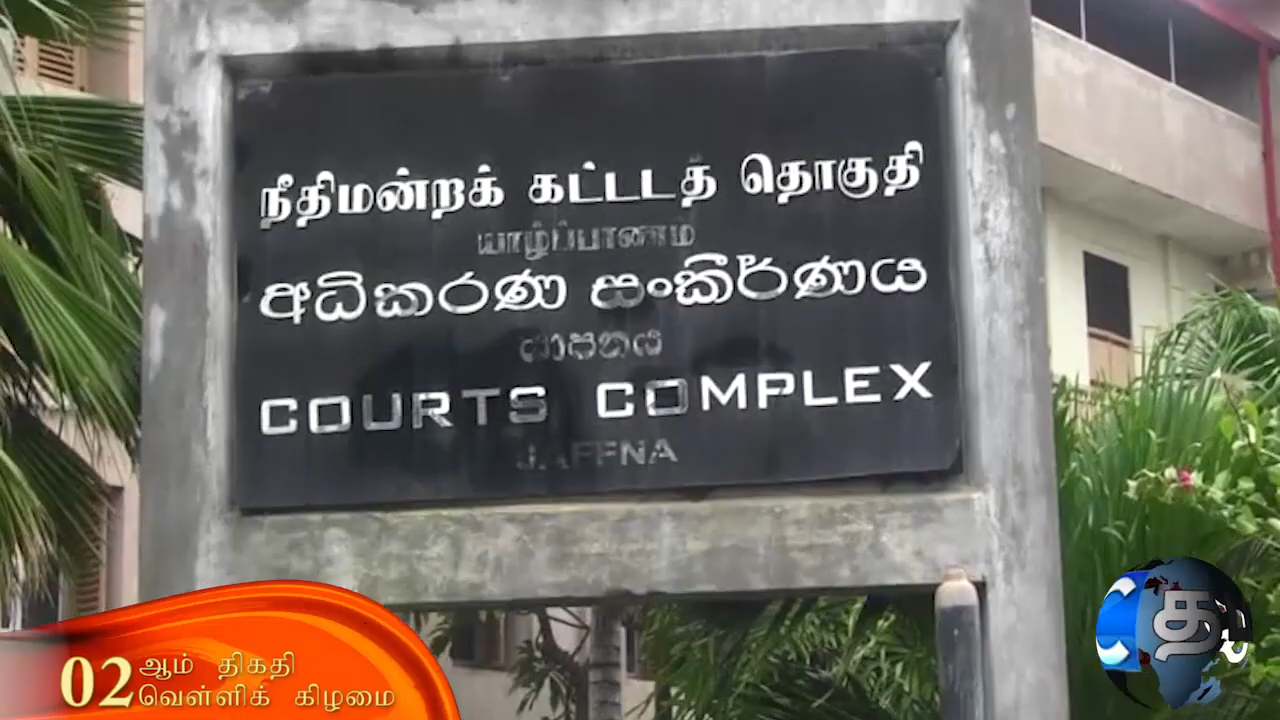 நீதிமன்றக் கட்டடத் தொகுதி
யாழ்ப்பாணம்
අධිකරණ සංකීර්ණය
යාපනය
COURTS COMPLEX
JAFFNA
02 ஆம் திகதி
வெள்ளிக் கிழமை